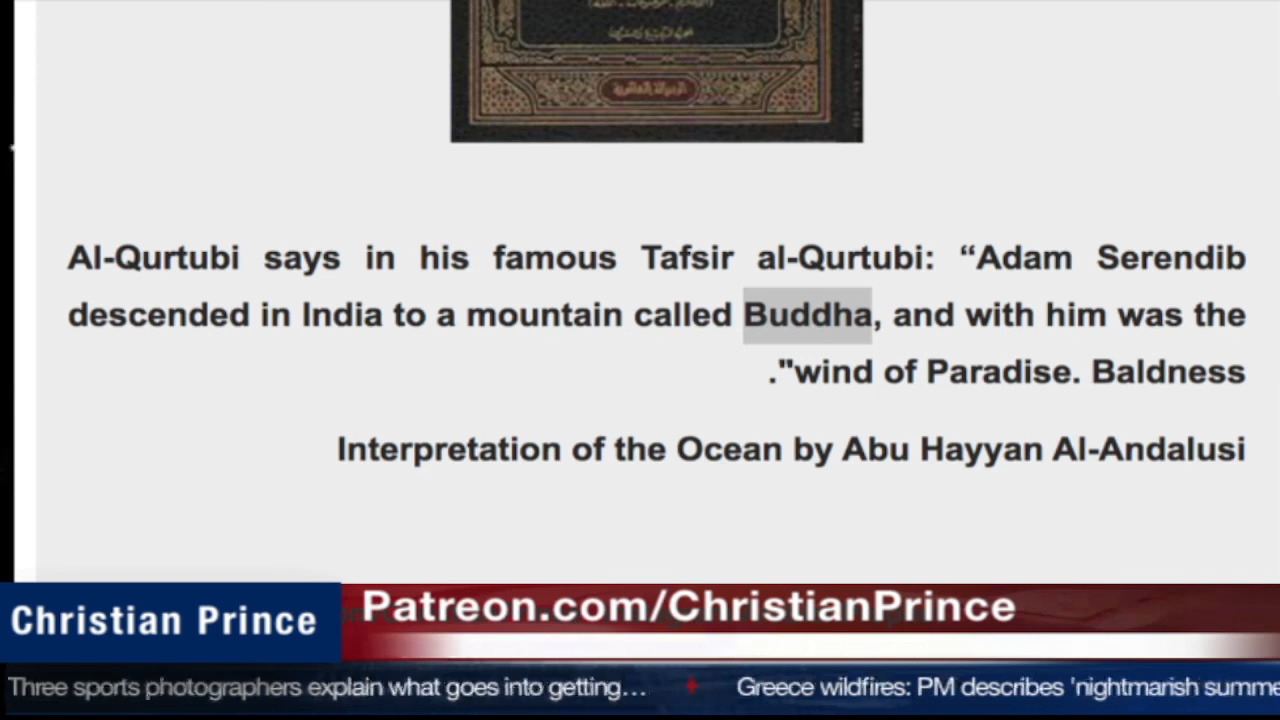 Al-Qurtubi says in his famous Tafsir al-Qurtubi: “Adam Serendib
descended in India to a mountain called Buddha, and with him was the
."wind of Paradise. Baldness
Interpretation of the Ocean by Abu Hayyan Al-Andalusi
Christian Prince
Patreon.com/ChristianPrince
Three sports photographers explain what goes into getting…
Greece wildfires: PM describes 'nightmarish summe